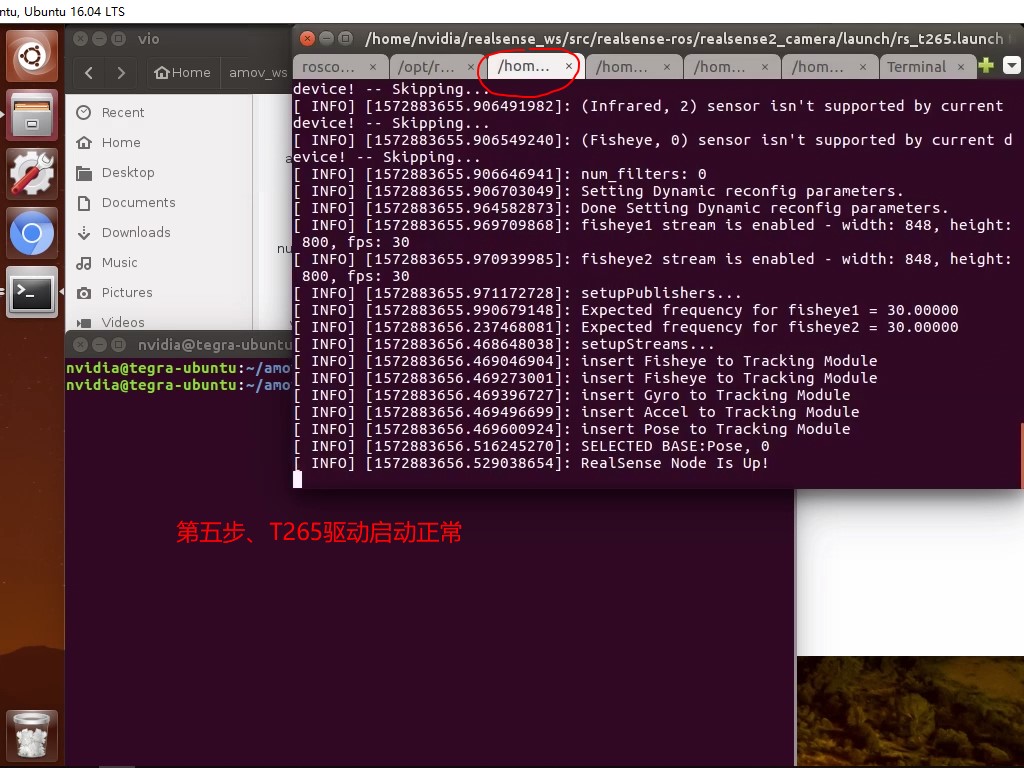 ntu, Ubuntu 16.04 LTS
vio
/home/nvidia/realsense_ws/src/realsense-ros/realsense2_camera/launch/rs_t265.launch
Home
amov_ws
rosco...
/opt/r...
/hom...
/hom...
/hom...
/hom...
Terminal
Recent
Home
Desktop
Documents
Downloads
Music
Pictures
Videos
device! -- Skipping...
[ INFO] [1572883655.906491982]: (Infrared, 2) sensor isn't supported by current
device! -- Skipping...
[ INFO] [1572883655.906549240]: (Fisheye, 0) sensor isn't supported by current d
evice! -- Skipping...
[ INFO] [1572883655.906646941]: num_filters: 0
[ INFO] [1572883655.906703049]: Setting Dynamic reconfig parameters.
[ INFO] [1572883655.964582873]: Done Setting Dynamic reconfig parameters.
[ INFO] [1572883655.969709868]: fisheye1 stream is enabled - width: 848, height:
800, fps: 30
[ INFO] [1572883655.970939985]: fisheye2 stream is enabled - width: 848, height:
800, fps: 30
[ INFO] [1572883655.971172728]: setupPublishers...
[ INFO] [1572883655.990679148]: Expected frequency for fisheye1 = 30.00000
[ INFO] [1572883656.237468081]: Expected frequency for fisheye2 = 30.00000
[ INFO] [1572883656.468648038]: setupStreams...
[ INFO] [1572883656.469046904]: insert Fisheye to Tracking Module
[ INFO] [1572883656.469273001]: insert Fisheye to Tracking Module
[ INFO] [1572883656.469396727]: insert Gyro to Tracking Module
[ INFO] [1572883656.469496699]: insert Accel to Tracking Module
[ INFO] [1572883656.469600924]: insert Pose to Tracking Module
[ INFO] [1572883656.516245270]: SELECTED BASE:Pose, 0
[ INFO] [1572883656.529038654]: RealSense Node Is Up!
nvidia@tegra-ubuntu
nvidia@tegra-ubuntu:~/amo
nvidia@tegra-ubuntu:~/amo
第五步、T265驱动启动正常